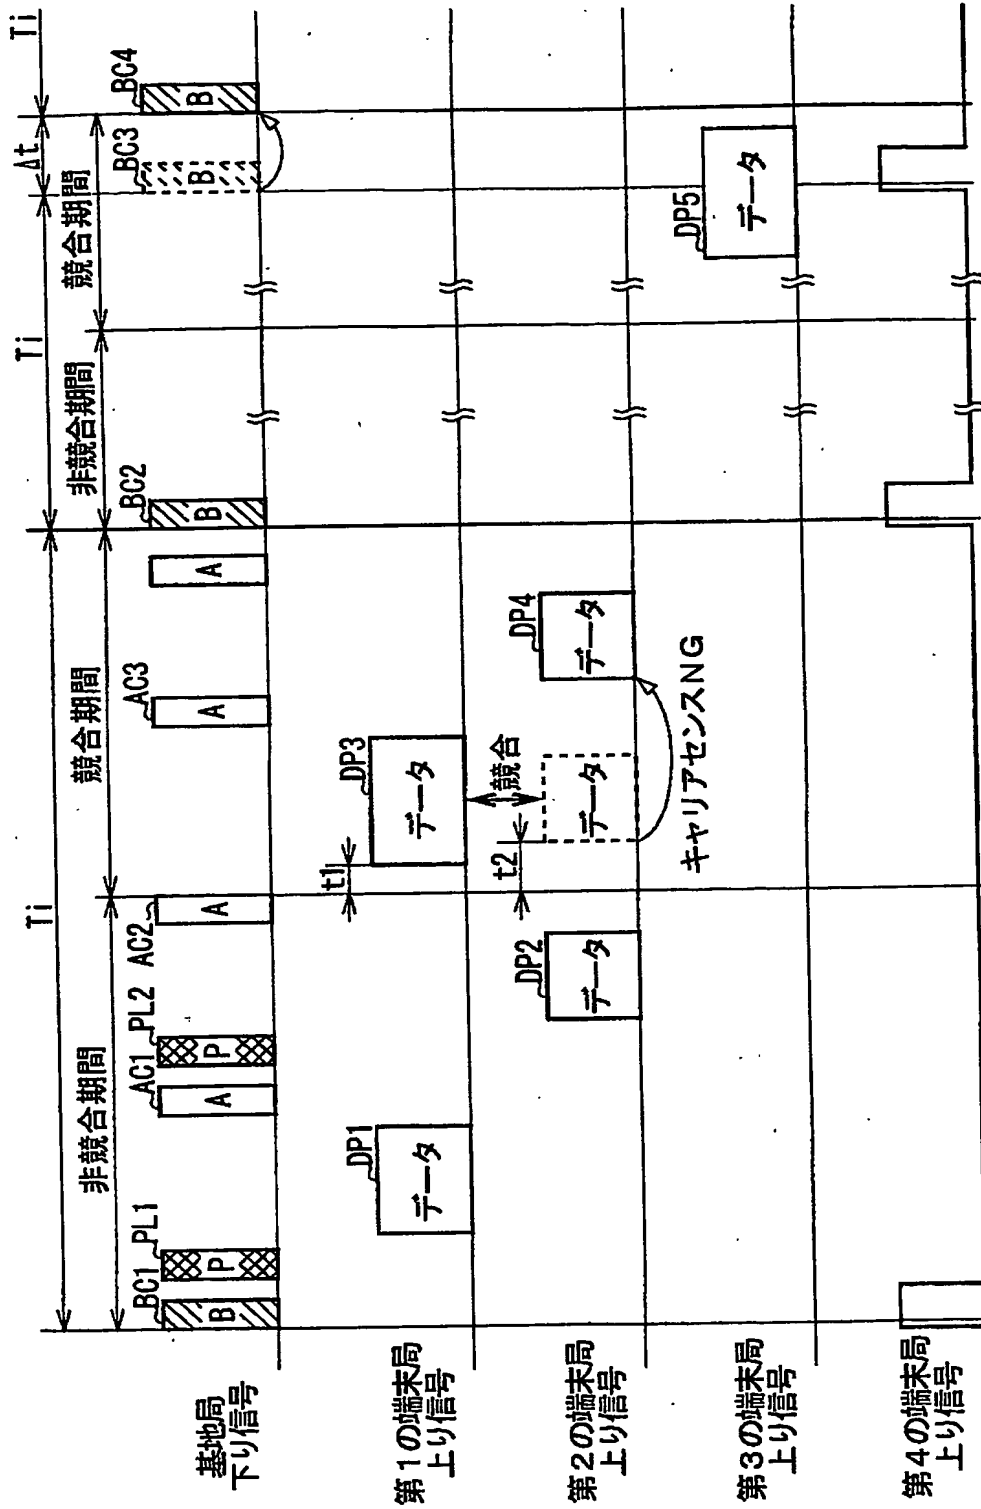 Ti
Ti
Ti
Δt
非競合期間
競合期間
非競合期間
競合期間
BC1
PL1
AC1
PL2
AC2
AC3
BC2
BC3
BC4
B
P
A
P
A
A
A
B
B
B
基地局
下り信号
DP1
データ
t1
DP3
データ
競合
第1の端末局
上り信号
DP2
データ
t2
データ
DP4
データ
キャリアセンスNG
第2の端末局
上り信号
DP5
データ
第3の端末局
上り信号
第4の端末局
上り信号